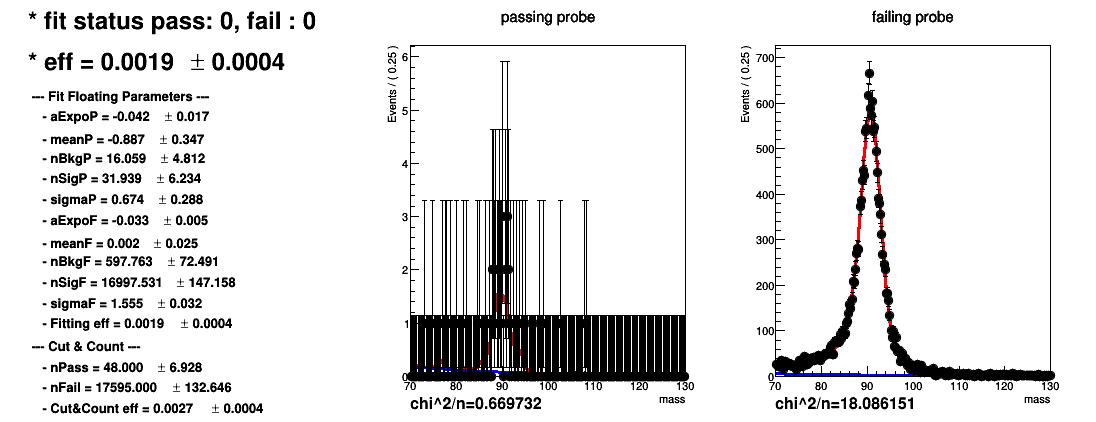 * fit status pass: 0, fail : 0
* eff = 0.0019 ± 0.0004
--- Fit Floating Parameters ---
- aExpoP = -0.042 ± 0.017
- meanP = -0.887 ± 0.347
- nBkgP = 16.059 ± 4.812
- nSigP = 31.939 ± 6.234
- sigmaP = 0.674 ± 0.288
- aExpoF = -0.033 ± 0.005
- meanF = 0.002 ± 0.025
- nBkgF = 597.763 ± 72.491
- nSigF = 16997.531 ± 147.158
- sigmaF = 1.555 ± 0.032
- Fitting eff = 0.0019 ± 0.0004
--- Cut & Count ---
- nPass = 48.000 ± 6.928
- nFail = 17595.000 ± 132.646
- Cut&Count eff = 0.0027 ± 0.0004
passing probe
Events / ( 0.25 )
6
5
4
3
2
1
0
70 80 90 100 110 120 130
mass
chi^2/n=0.669732
failing probe
Events / ( 0.25 )
700
600
500
400
300
200
100
0
70 80 90 100 110 120 130
mass
chi^2/n=18.086151